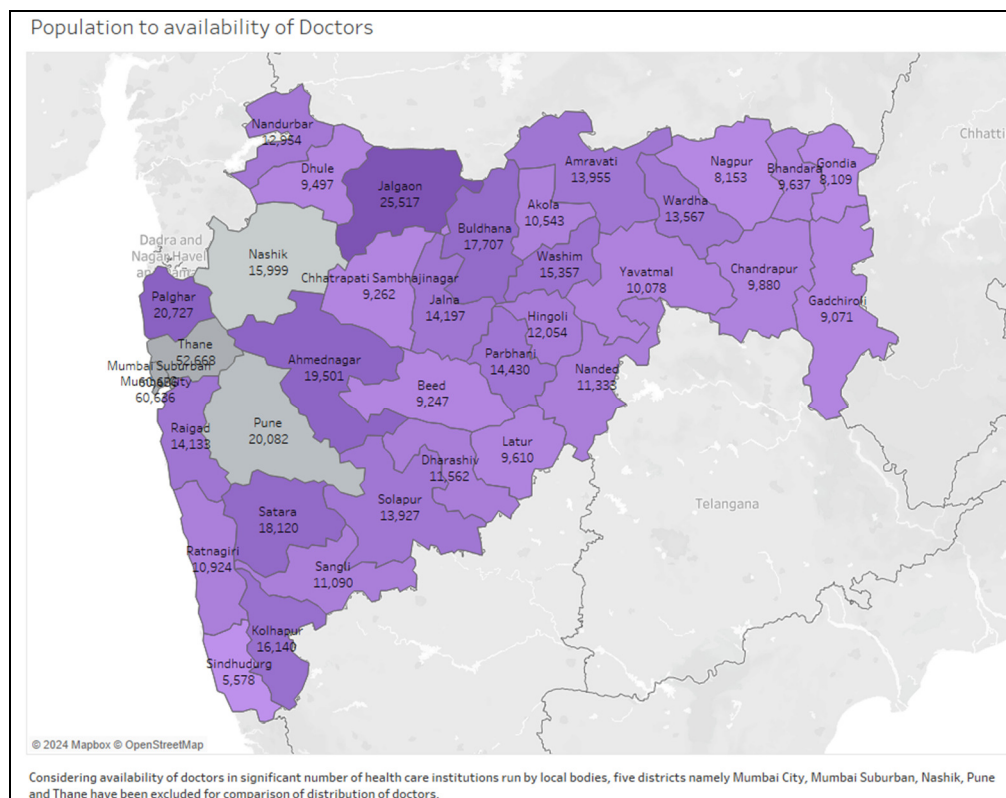 Population to availability of Doctors
Nandurbar
12,954
Dhule
9,497
Jalgaon
25,517
Buldhana
17,707
Akola
10,543
Amravati
13,955
Wardha
13,567
Nagpur
8,153
Bhandara
9,637
Gondia
8,109
Dadra and
Nagar Havel
Chhatti
Nashik
15,999
Chhatrapati Sambhajinagar
9,262
Jalna
14,197
Washim
15,357
Yavatmal
10,078
Chandrapur
9,880
Gadchiroli
9,071
Palghar
20,727
Thane
52,668
Mumbai Suburban
60,636
Ahmednagar
19,501
Hingoli
12,054
Parbhani
14,430
Nanded
11,333
Beed
9,247
Raigad
14,133
Pune
20,082
Latur
9,610
Dharashiv
11,562
Solapur
13,927
Telangana
Satara
18,120
Ratnagiri
10,924
Sangli
11,090
Kolhapur
16,140
Sindhudurg
5,578
© 2024 Mapbox © OpenStreetMap
Considering availability of doctors in significant number of health care institutions run by local bodies, five districts namely Mumbai City, Mumbai Suburban, Nashik, Pune
and Thane have been excluded for comparison of distribution of doctors.